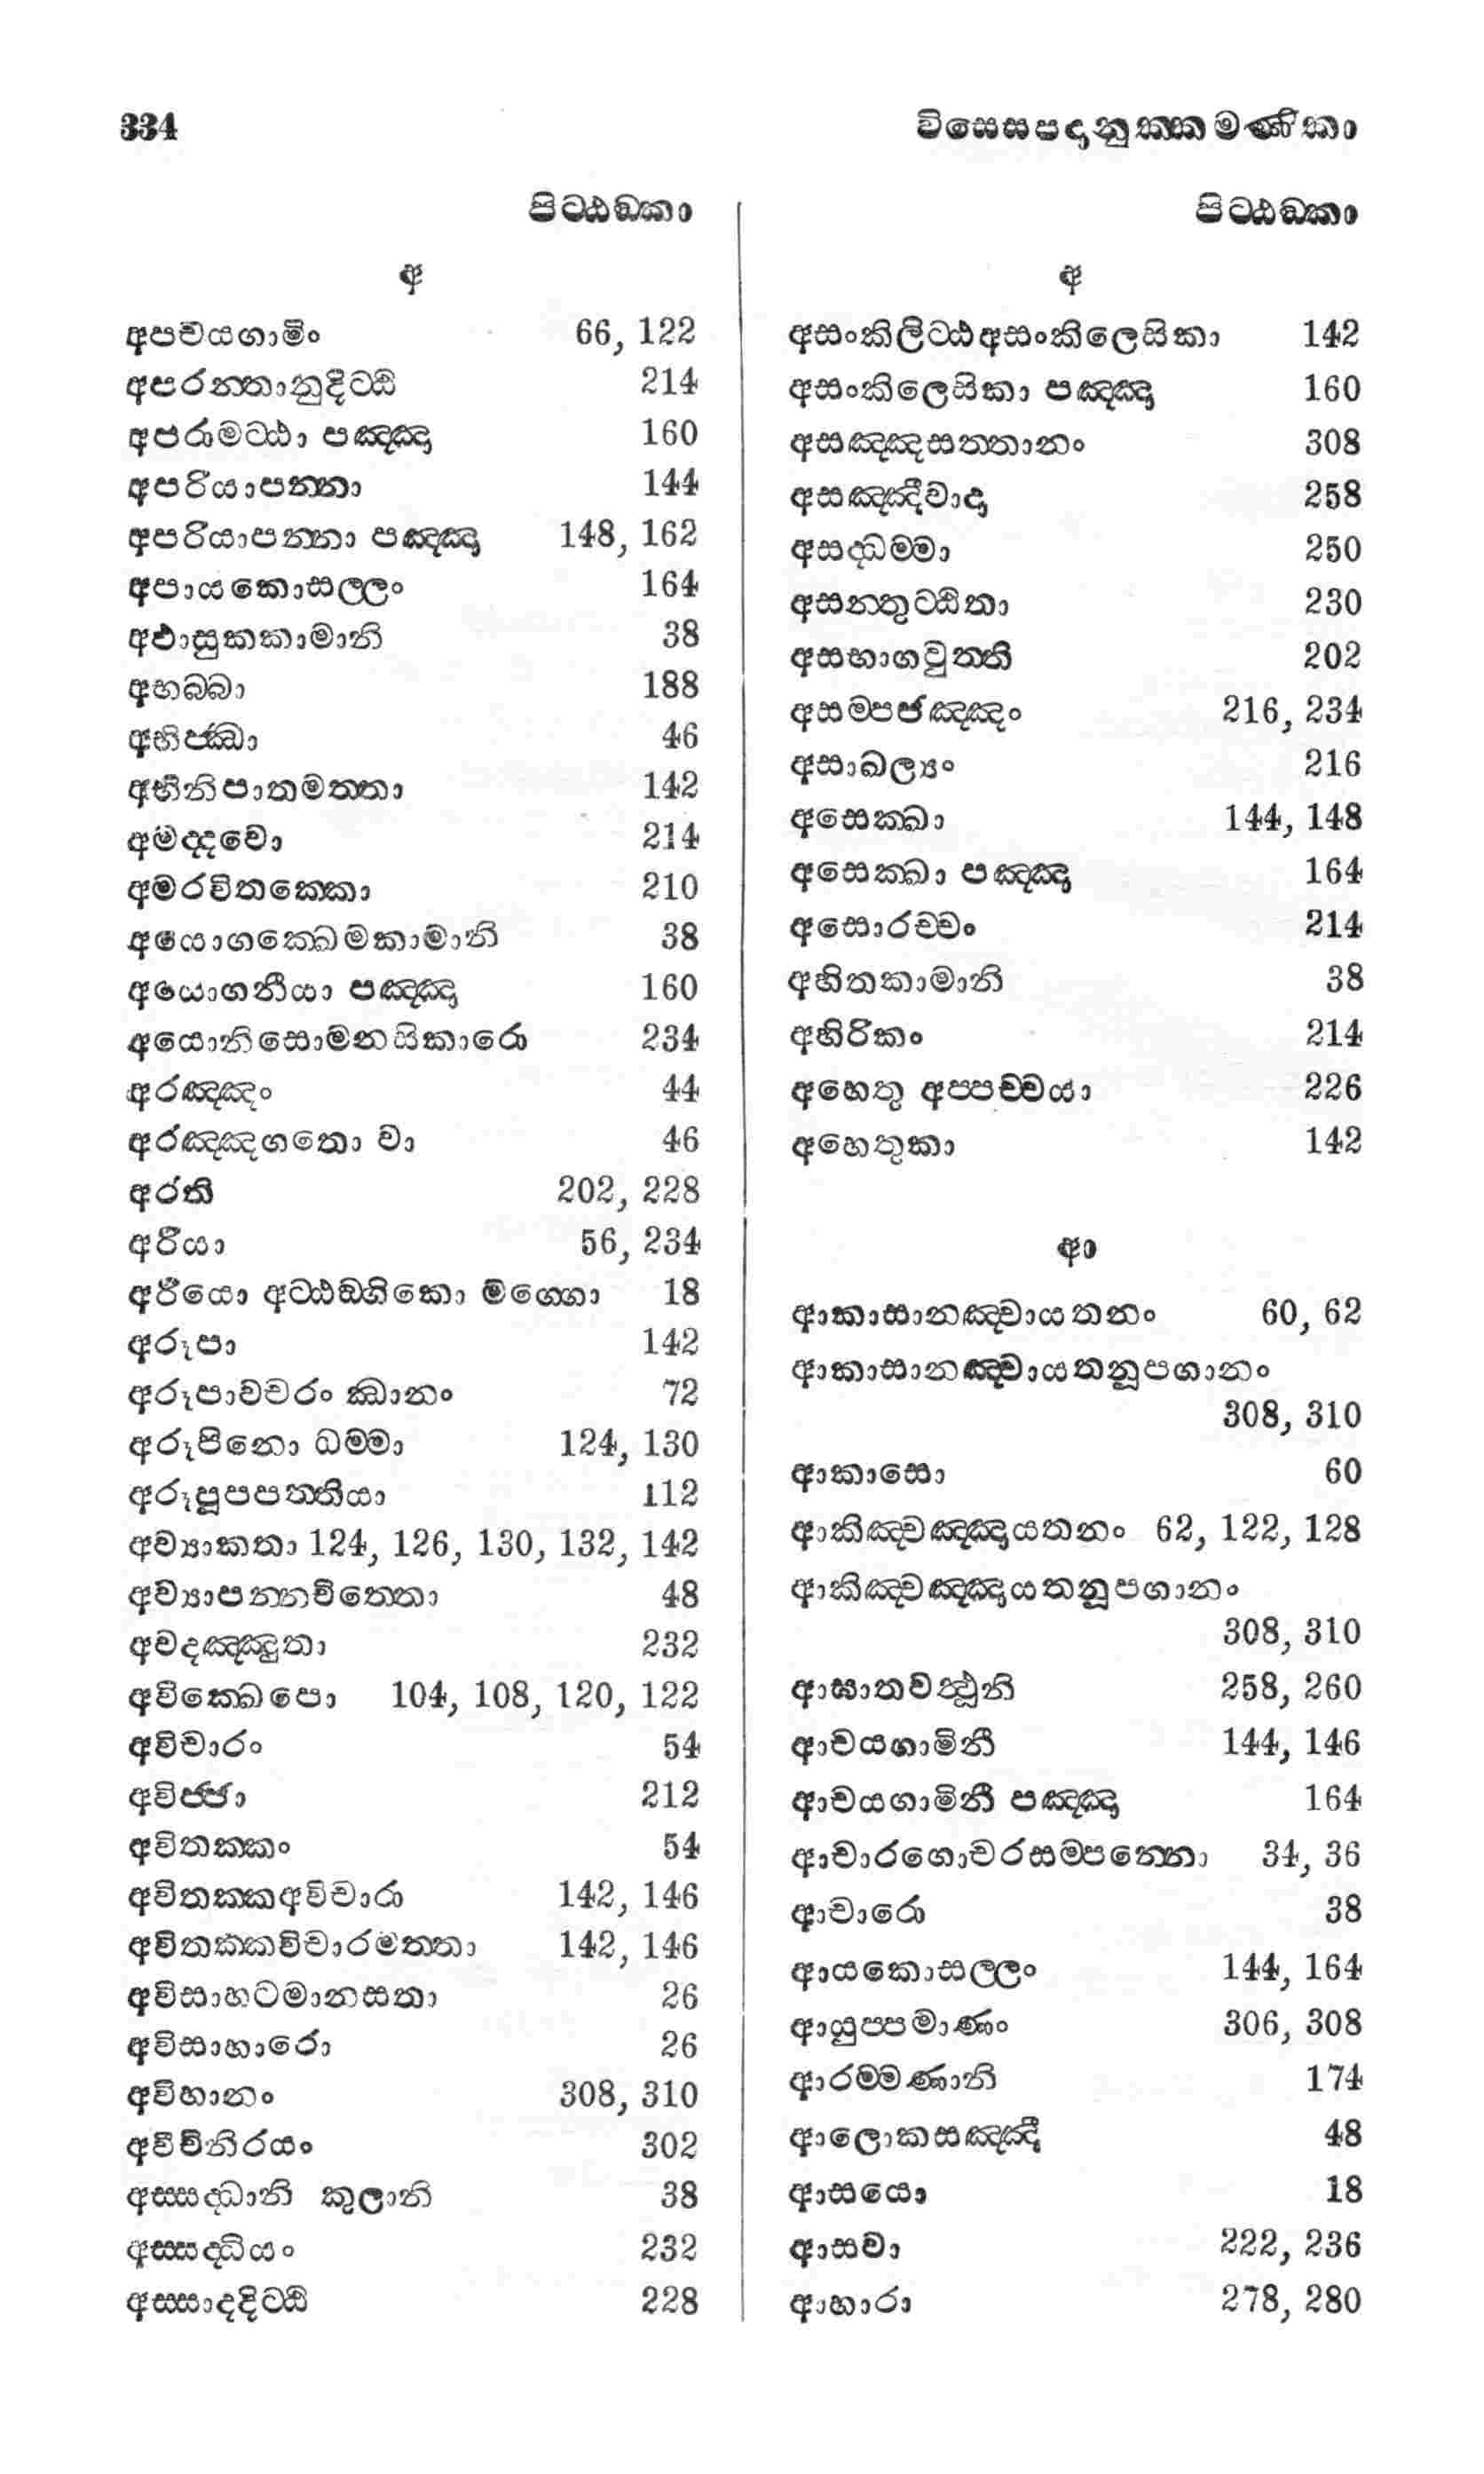 334
විසෙසපදානුක්කමණිකා
පිට්ඨඞ්කා
අ
අපචයගාමිං 66, 122
අපරන්තානුදිට්ඨි 214
අපරාමට්ඨා පඤ්ඤා 160
අපරියාපන්නා 144
අපරියාපන්නා පඤ්ඤා 148, 162
අපායකොසල්ලං 164
අඵාසුකකාමානි 38
අභබ්බා 188
අභිජ්ඣා 46
අභිනිපාතමත්තා 142
අමද්දවො 214
අමරවිතක්කො 210
අයොගක්ඛෙමකාමානි 38
අයොගනීයා පඤ්ඤා 160
අයොනිසොමනසිකාරො 234
අරඤ්ඤං 44
අරඤ්ඤගතො වා 46
අරති 202, 228
අරියා 56, 234
අරියො අට්ඨඞ්ගිකො මග්ගො 18
අරූපා 142
අරූපාවචරං ඣානං 72
අරූපිනො ධම්මා 124, 130
අරූපූපපත්තියා 112
අව්‍යාකතා 124, 126, 130, 132, 142
අව්‍යාපන්නචිත්තො 48
අවදඤ්ඤුතා 232
අවික්ඛෙපො 104, 108, 120, 122
අවිචාරං 54
අවිජ්ජා 212
අවිතක්කං 54
අවිතක්කඅවිචාරා 142, 146
අවිතක්කවිචාරමත්තා 142, 146
අවිසාහටමානසතා 26
අවිසාහාරො 26
අවිහානං 308, 310
අවීචිනිරයං 302
අස්සද්ධානි කුලානි 38
අස්සද්ධියං 232
අස්සාදදිට්ඨි 228
පිට්ඨඞ්කා
අ
අසංකිලිට්ඨඅසංකිලෙසිකා 142
අසංකිලෙසිකා පඤ්ඤා 160
අසඤ්ඤසත්තානං 308
අසඤ්ඤීවාදා 258
අසද්ධම්මා 250
අසන්තුට්ඨිතා 230
අසභාගවුත්ති 202
අසම්පජඤ්ඤං 216, 234
අසාඛල්‍යං 216
අසෙක්ඛා 144, 148
අසෙක්ඛා පඤ්ඤා 164
අසොරච්චං 214
අහිතකාමානි 38
අහිරිකං 214
අහෙතු අප්පච්චයා 226
අහෙතුකා 142
ආ
ආකාසානඤ්චායතනං 60, 62
ආකාසානඤ්චායතනූපගානං
308, 310
ආකාසො 60
ආකිඤ්චඤ්ඤායතනං 62, 122, 128
ආකිඤ්චඤ්ඤායතනූපගානං
308, 310
ආඝාතවත්ථූනි 258, 260
ආචයගාමිනී 144, 146
ආචයගාමිනී පඤ්ඤා 164
ආචාරගොචරසම්පන්නො 34, 36
ආචාරො 38
ආයකොසල්ලං 144, 164
ආයුප්පමාණං 306, 308
ආරම්මණානි 174
ආලොකසඤ්ඤී 48
ආසයො 18
ආසවා 222, 236
ආහාරා 278, 280